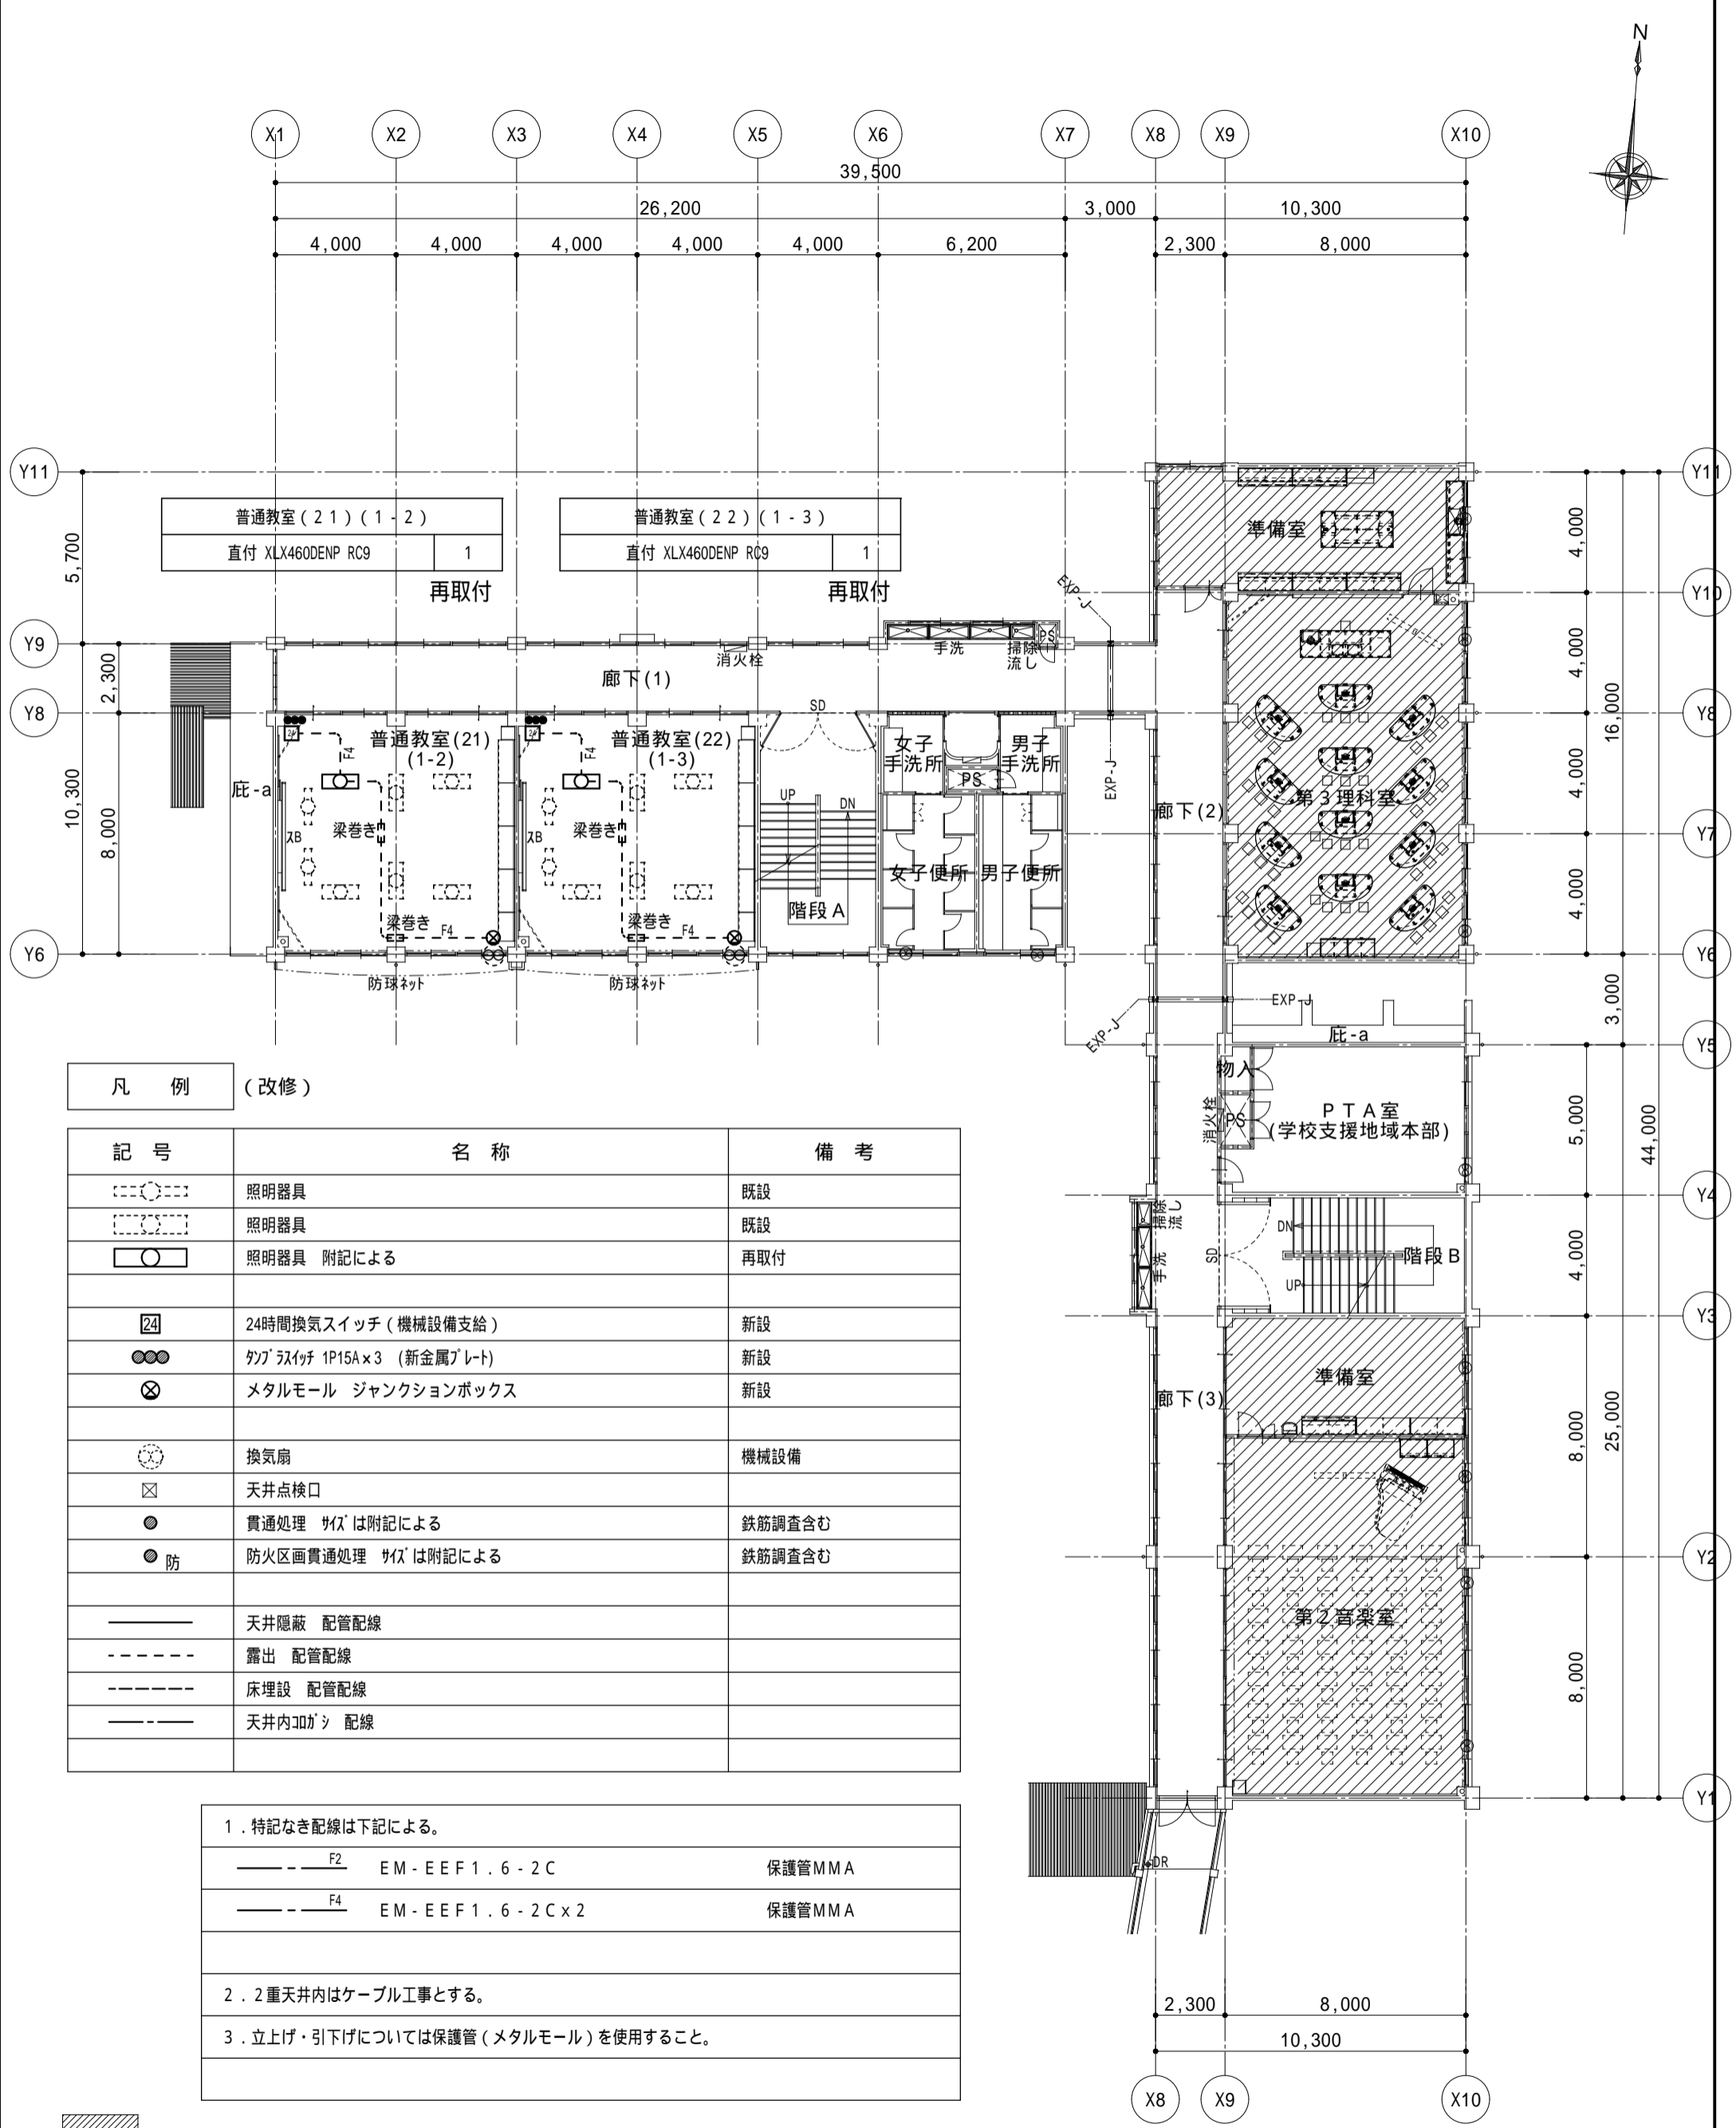 N
X1 X2 X3 X4 X5 X6 X7 X8 X9 X10
39,500
26,200 3,000 10,300
4,000 4,000 4,000 4,000 4,000 6,200 2,300 8,000
Y11 Y11
普通教室(21)(1-2)
直付 XLX460DENP RC9 1
再取付
普通教室(22)(1-3)
直付 XLX460DENP RC9 1
再取付
5,700
準備室
4,000
Y10
EXP-J
Y9 Y9
手洗
掃除
流し
PS
消火栓
廊下(1)
2,300
4,000
16,000
Y8 Y8
SD
24
F4
普通教室(21)
(1-2)
24
F4
普通教室(22)
(1-3)
女子
手洗所
男子
手洗所
PS
EXP-J
庇-a
10,300
8,000
スB
梁巻き
スB
梁巻き
UP
DN
廊下(2)
第3理科室
4,000
Y7
女子便所
男子便所
階段A
4,000
梁巻き
F4
梁巻き
F4
Y6 Y6
防球ネット
防球ネット
EXP-J
EXP-J
3,000
庇-a
Y5
物入
消火栓
PS
PTA室
(学校支援地域本部)
5,000
44,000
Y4
掃除
流し
手洗
SD
DN
UP
階段B
4,000
Y3
準備室
廊下(3)
8,000
25,000
Y2
第2音楽室
8,000
Y1
DR
2,300 8,000
10,300
X8 X9 X10
凡 例 (改修)
記 号 名 称 備 考
照明器具 既設
照明器具 既設
照明器具 附記による 再取付
24 24時間換気スイッチ(機械設備支給) 新設
タンブラスイッチ 1P15A×3 (新金属プレート) 新設
メタルモール ジャンクションボックス 新設
換気扇 機械設備
天井点検口
貫通処理 サイズは附記による 鉄筋調査含む
防 防火区画貫通処理 サイズは附記による 鉄筋調査含む
天井隠蔽 配管配線
露出 配管配線
床埋設 配管配線
天井内コロガシ 配線
1.特記なき配線は下記による。
F2 EM-EEF1.6-2C 保護管MMA
F4 EM-EEF1.6-2C×2 保護管MMA
2.2重天井内はケーブル工事とする。
3.立上げ・引下げについては保護管(メタルモール)を使用すること。